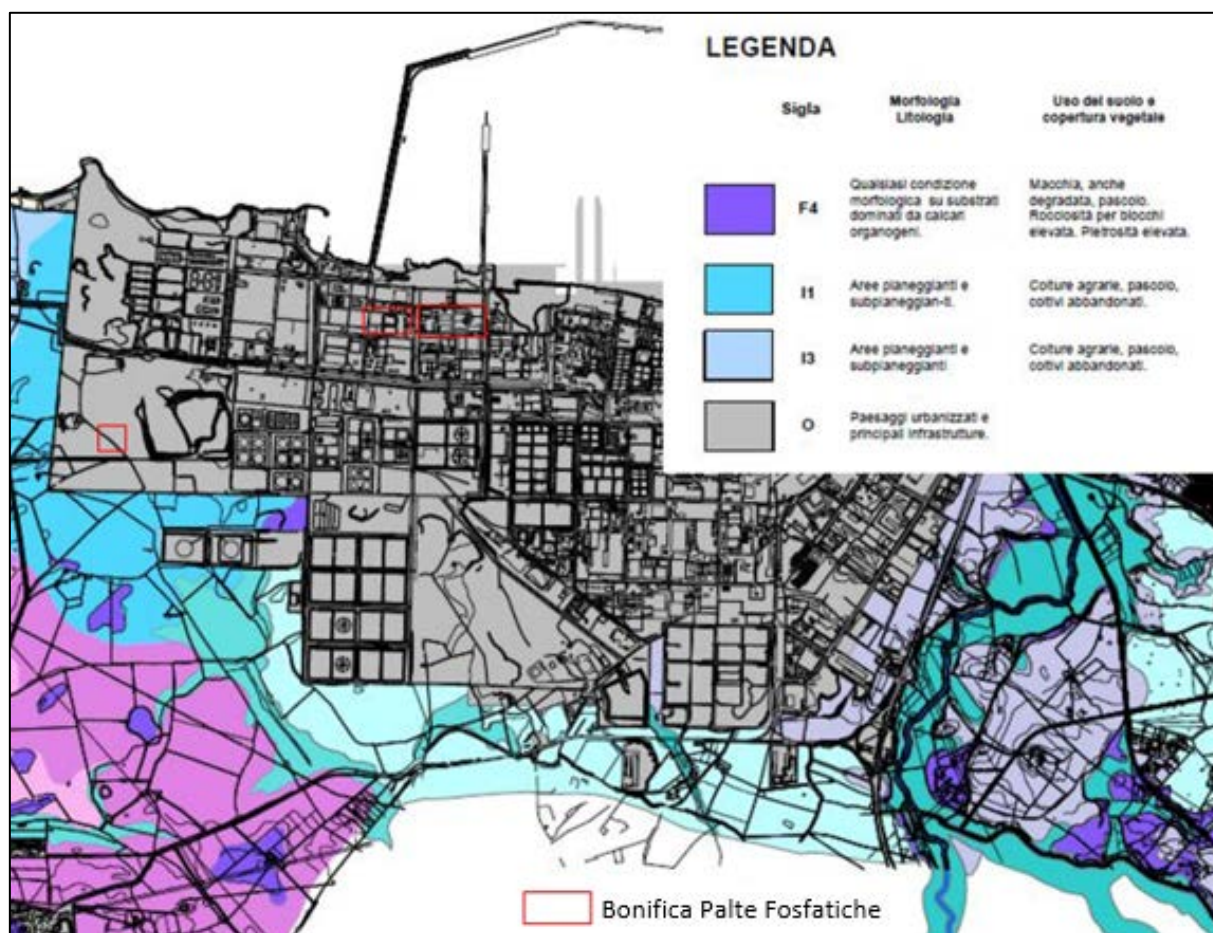 LEGENDA
Sigla
Morfologia
Litologia
Uso del suolo e
copertura vegetale
F4
Qualsiasi condizione
morfologica su substrati
dominati da calcari
organogeni.
Macchia, anche
degradata, pascolo.
Rocciosità per blocchi
elevata. Pietrosità elevata.
I1
Aree pianeggianti e
subpianeggian-ti.
Colture agrarie, pascolo,
coltivi abbandonati.
I3
Aree pianeggianti e
subpianeggianti
Colture agrarie, pascolo,
coltivi abbandonati.
O
Paesaggi urbanizzati e
principali infrastrutture.
Bonifica Palte Fosfatiche